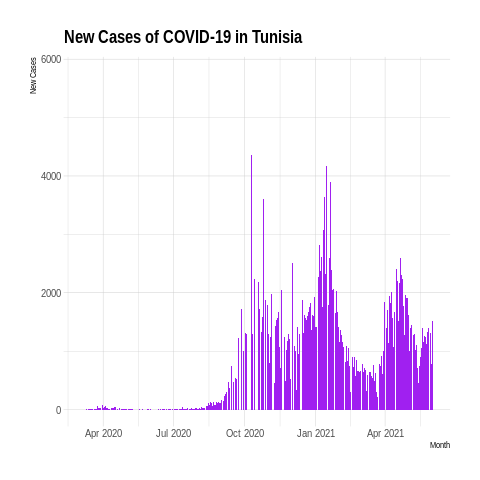 New Cases of COVID-19 in Tunisia
New Cases
6000
4000
2000
0
Apr 2020
Jul 2020
Oct 2020
Jan 2021
Apr 2021
Month